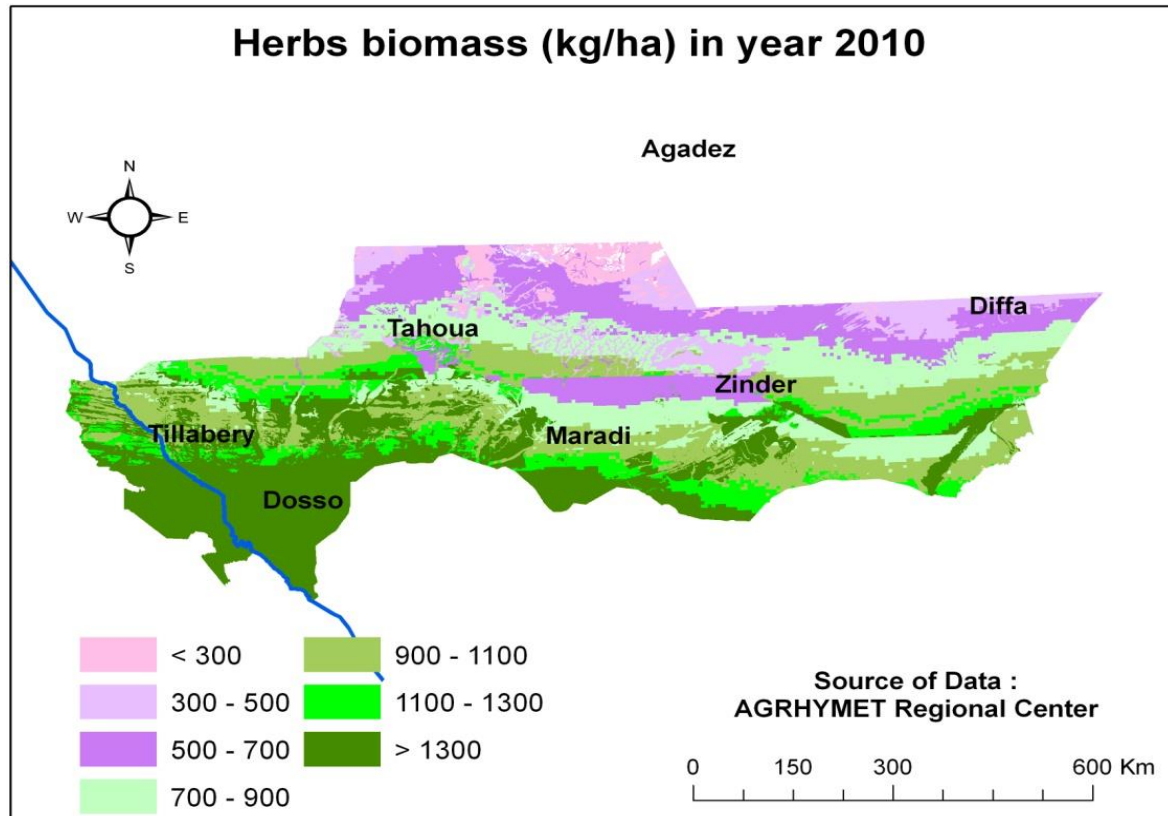 Herbs biomass (kg/ha) in year 2010
Agadez
N
W
E
S
Diffa
Tahoua
Zinder
Tillabery
Maradi
Dosso
< 300
300 - 500
500 - 700
700 - 900
900 - 1100
1100 - 1300
> 1300
Source of Data :
AGRHYMET Regional Center
0 150 300 600 Km